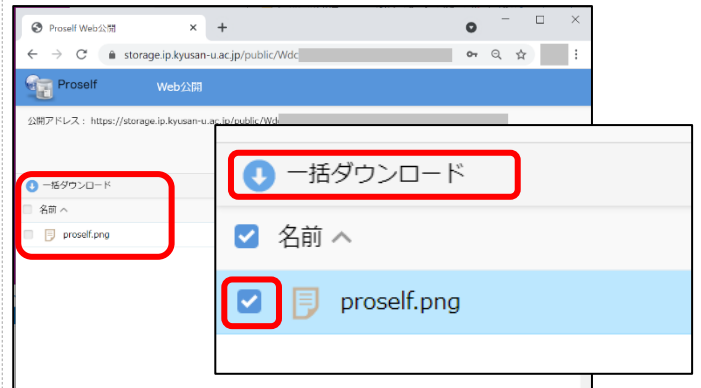 Proself Web公開
storage.ip.kyusan-u.ac.jp/public/Wdc
Proself Web公開
公開アドレス： https://storage.ip.kyusan-u.ac.jp/public/Wd
一括ダウンロード
名前
proself.png
一括ダウンロード
名前
proself.png